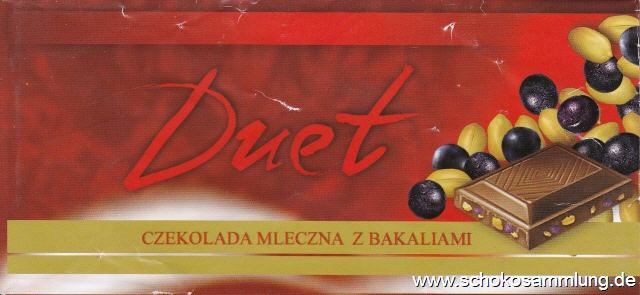 Duet
CZEKOLADA MLECZNA Z BAKALIAMI
www.schokosammlung.de